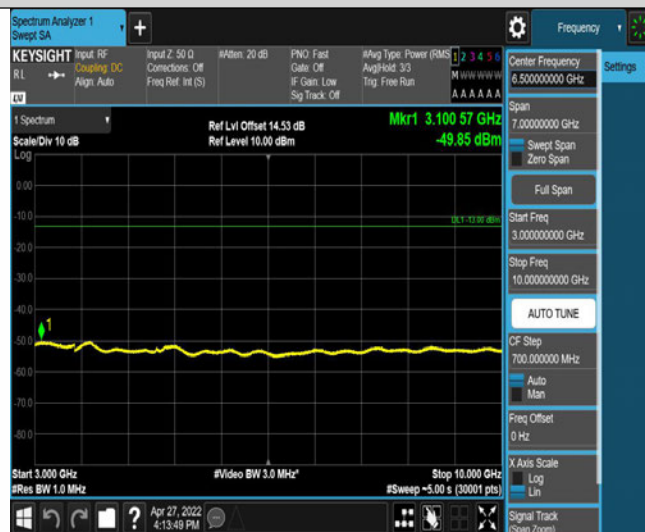 Spectrum Analyzer 1
Swept SA
+
Frequency
KEYSIGHT
RL
LXI
Input: RF
Coupling: DC
Align: Auto
Input Z: 50 Ω
Corrections: Off
Freq Ref: Int (S)
#Atten: 20 dB
PNO: Fast
Gate: Off
IF Gain: Low
Sig Track: Off
#Avg Type: Power (RMS
Avg|Hold: 3/3
Trig: Free Run
1 2 3 4 5 6
M W W W W W
A A A A A A
1 Spectrum
Scale/Div 10 dB
Log
Ref Lvl Offset 14.53 dB
Ref Level 10.00 dBm
Mkr1 3.100 57 GHz
-49.85 dBm
0.00
-10.0
DL1 -13.00 dBm
-20.0
-30.0
-40.0
1
-50.0
-60.0
-70.0
-80.0
Start 3.000 GHz
#Res BW 1.0 MHz
#Video BW 3.0 MHz*
Stop 10.000 GHz
#Sweep ~5.00 s (30001 pts)
Apr 27, 2022
4:13:49 PM
?
Center Frequency
6.500000000 GHz
Settings
Span
7.00000000 GHz
Swept Span
Zero Span
Full Span
Start Freq
3.000000000 GHz
Stop Freq
10.000000000 GHz
AUTO TUNE
CF Step
700.000000 MHz
Auto
Man
Freq Offset
0 Hz
X Axis Scale
Log
Lin
Signal Track
(Span Zoom)